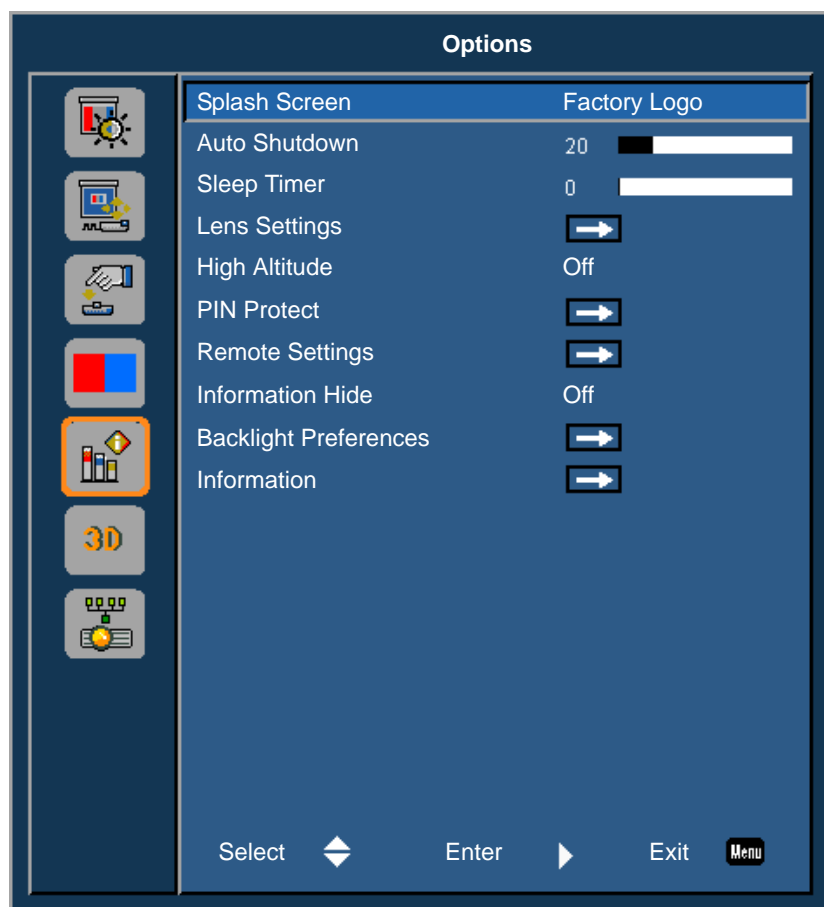 Options
Splash Screen Factory Logo
Auto Shutdown 20
Sleep Timer 0
Lens Settings
High Altitude Off
PIN Protect
Remote Settings
Information Hide Off
Backlight Preferences
Information
3D
Select Enter Exit Menu